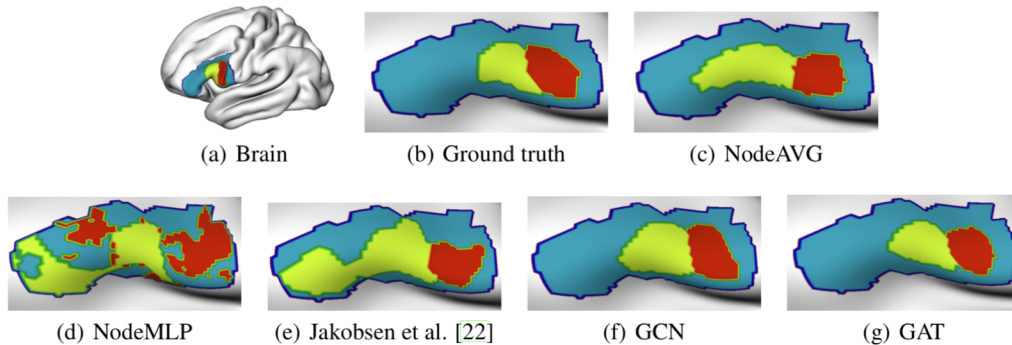 (a) Brain
(b) Ground truth
(c) NodeAVG
(d) NodeMLP
(e) Jakobsen et al. [22]
(f) GCN
(g) GAT